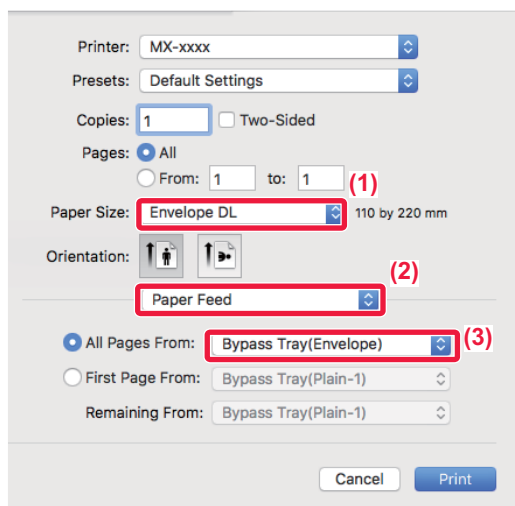 Printer: MX-xxxx
Presets: Default Settings
Copies: 1 Two-Sided
Pages: All
From: 1 to: 1
(1)
Paper Size: Envelope DL 110 by 220 mm
Orientation:
(2)
Paper Feed
All Pages From: Bypass Tray(Envelope) (3)
First Page From: Bypass Tray(Plain-1)
Remaining From: Bypass Tray(Plain-1)
Cancel Print